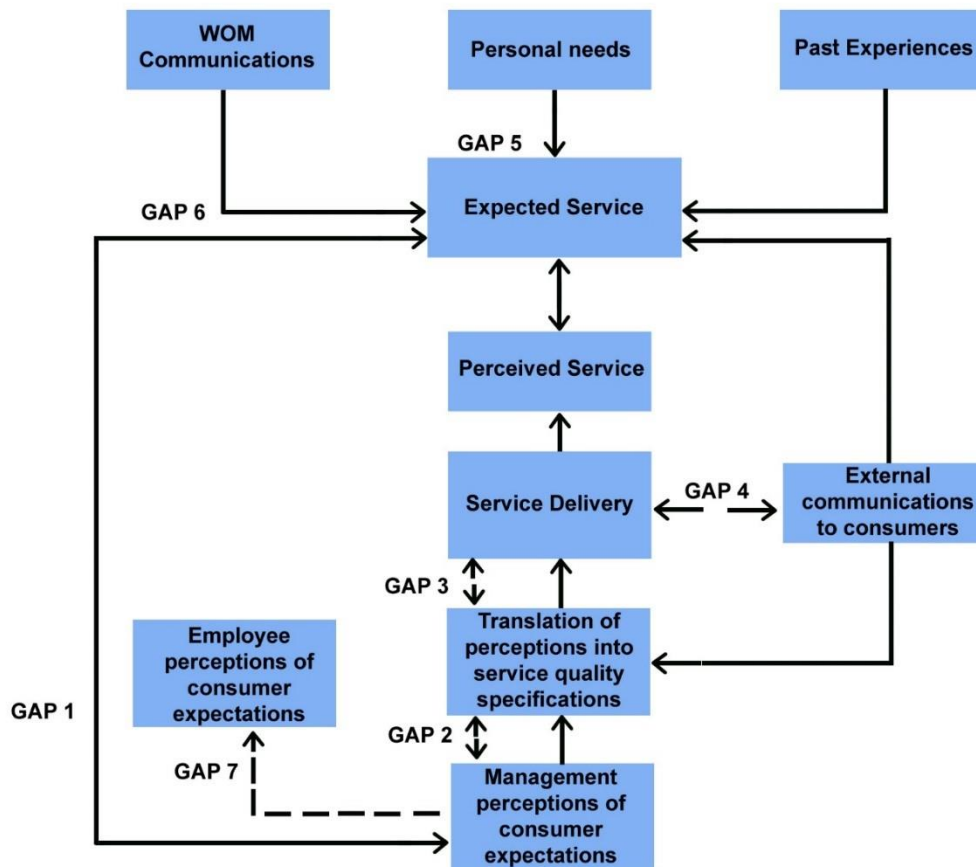 WOM
Communications
Personal needs
Past Experiences
GAP 5
Expected Service
GAP 6
Perceived Service
Service Delivery
GAP 4
External
communications
to consumers
GAP 3
Translation of
perceptions into
service quality
specifications
Employee
perceptions of
consumer
expectations
GAP 1
GAP 2
GAP 7
Management
perceptions of
consumer
expectations